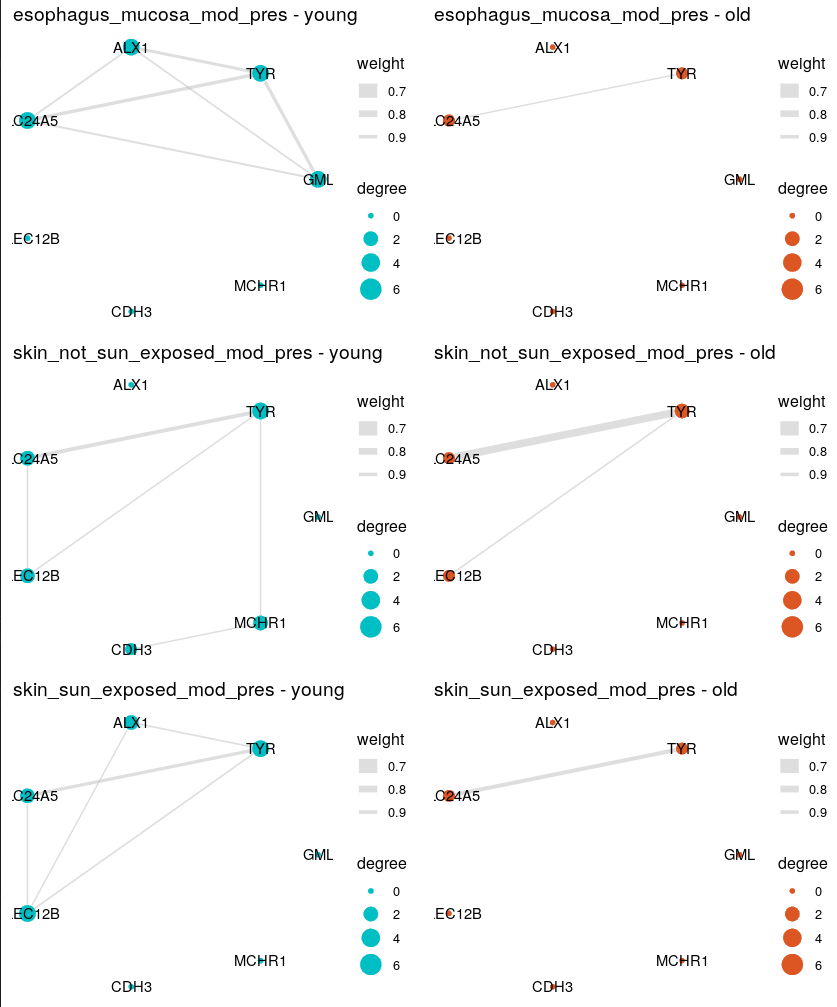 esophagus_mucosa_mod_pres - young
ALX1
TYR
.C24A5
GML
.EC12B
MCHR1
CDH3
weight
0.7
0.8
0.9
degree
0
2
4
6
esophagus_mucosa_mod_pres - old
ALX1
TYR
.C24A5
GML
.EC12B
MCHR1
CDH3
weight
0.7
0.8
0.9
degree
0
2
4
6
skin_not_sun_exposed_mod_pres - young
ALX1
TYR
.C24A5
GML
.EC12B
MCHR1
CDH3
weight
0.7
0.8
0.9
degree
0
2
4
6
skin_not_sun_exposed_mod_pres - old
ALX1
TYR
.C24A5
GML
.EC12B
MCHR1
CDH3
weight
0.7
0.8
0.9
degree
0
2
4
6
skin_sun_exposed_mod_pres - young
ALX1
TYR
.C24A5
GML
.EC12B
MCHR1
CDH3
weight
0.7
0.8
0.9
degree
0
2
4
6
skin_sun_exposed_mod_pres - old
ALX1
TYR
.C24A5
GML
.EC12B
MCHR1
CDH3
weight
0.7
0.8
0.9
degree
0
2
4
6